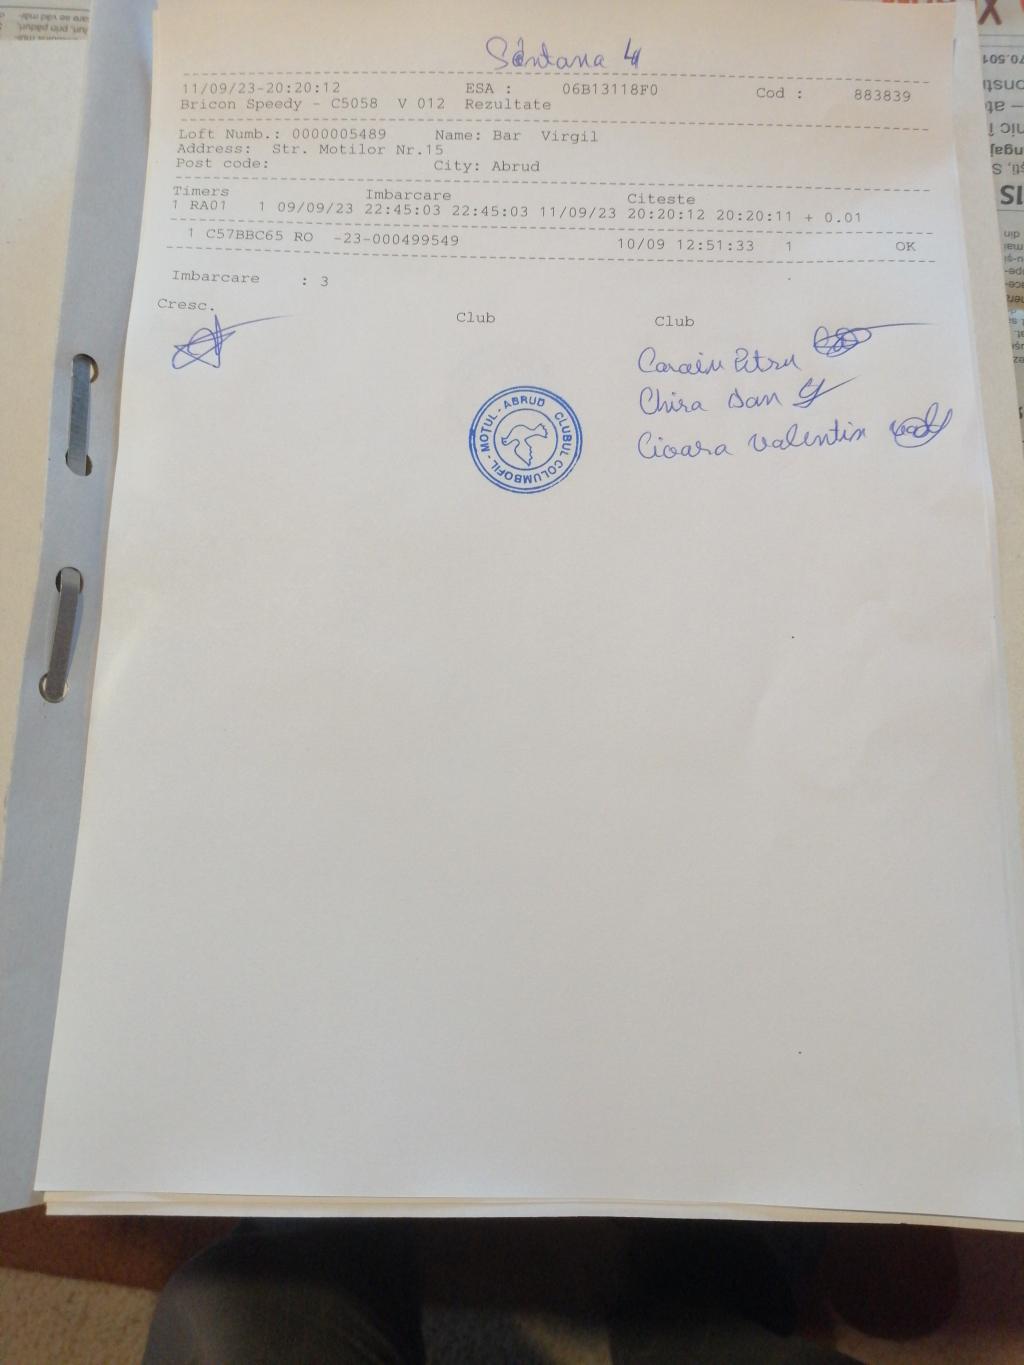 Sântana 4
11/09/23-20:20:12 ESA : 06B13118F0 Cod : 883839
Bricon Speedy - C5058 V 012 Rezultate
Loft Numb.: 0000005489 Name: Bar Virgil
Address: Str. Motilor Nr.15
Post code: City: Abrud
Timers Imbarcare Citeste
1 RA01 1 09/09/23 22:45:03 22:45:03 11/09/23 20:20:12 20:20:11 + 0.01
1 C57BBC65 RO -23-000499549 10/09 12:51:33 1 OK
Imbarcare : 3
Cresc. Club Club
Petru
Chira Dan
Cioara Valentin
CLUBUL COLUMBOFIL - MOTUL - ABRUD